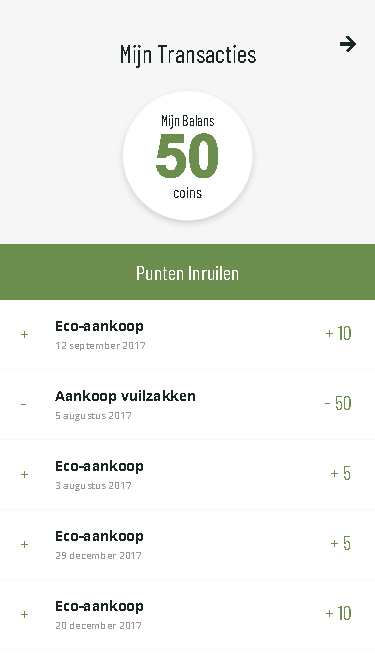 Mijn Transacties
Mijn Balans
50
coins
Punten Inruilen
+ Eco-aankoop + 10
12 september 2017
- Aankoop vuilzakken - 50
5 augustus 2017
+ Eco-aankoop + 5
3 augustus 2017
+ Eco-aankoop + 5
29 december 2017
+ Eco-aankoop + 10
20 december 2017